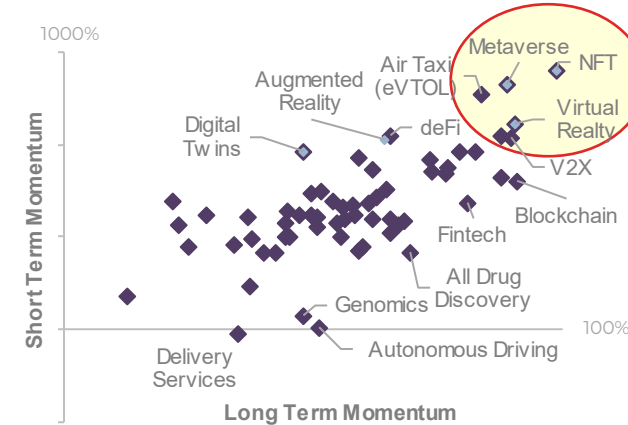 1000%
Metaverse
NFT
Air Taxi
(eVTOL)
Augmented
Reality
Virtual
Realty
deFi
Digital
Twins
V2X
Blockchain
Fintech
All Drug
Discovery
Genomics
100%
Autonomous Driving
Delivery
Services
Short Term Momentum
Long Term Momentum